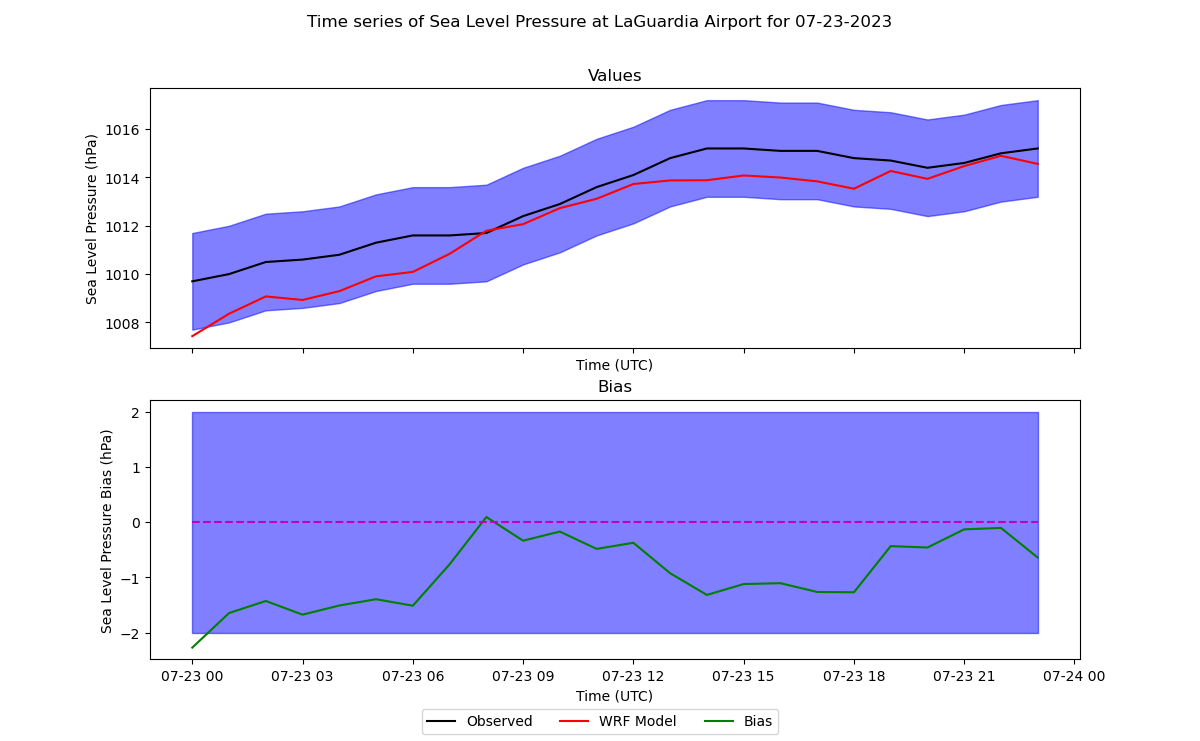 Time series of Sea Level Pressure at LaGuardia Airport for 07-23-2023
Values
Sea Level Pressure (hPa)
1016
1014
1012
1010
1008
Time (UTC)
Bias
Sea Level Pressure Bias (hPa)
2
1
0
−1
−2
07-23 00 07-23 03 07-23 06 07-23 09 07-23 12 07-23 15 07-23 18 07-23 21 07-24 00
Time (UTC)
Observed WRF Model Bias